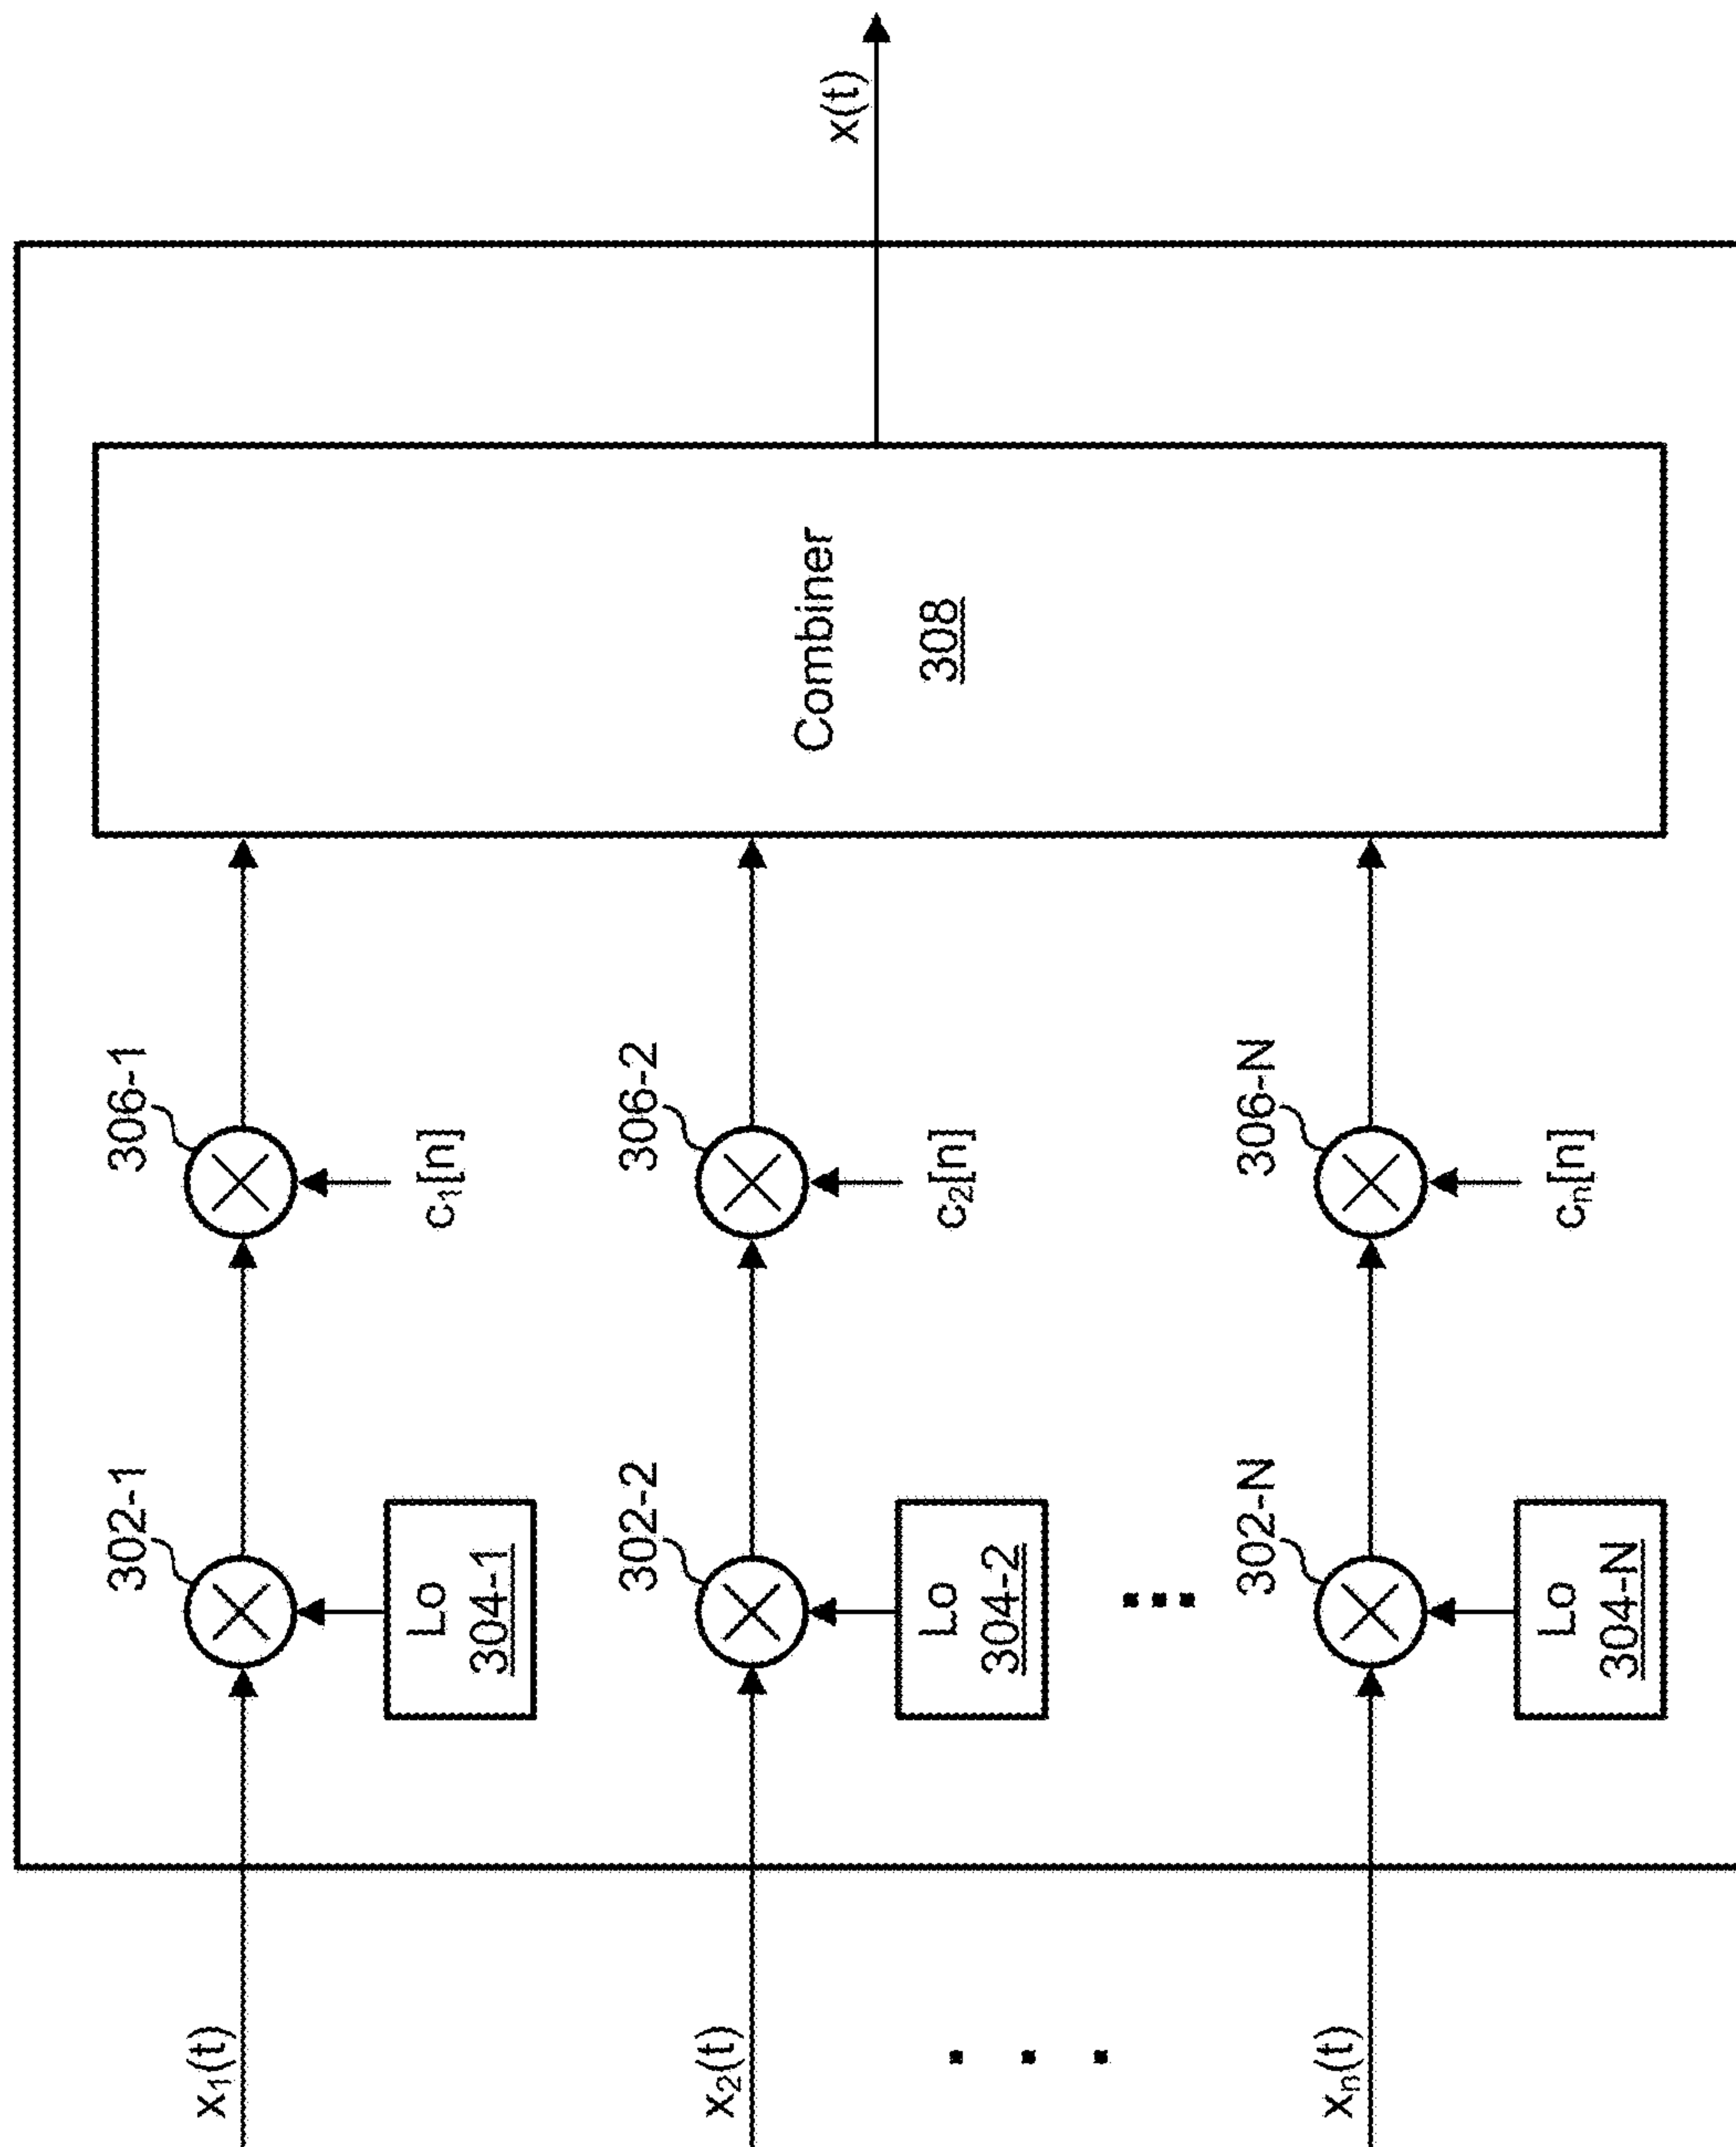 x₁(t)
302-1
Lo
304-1
306-1
c₁[n]
x₂(t)
302-2
Lo
304-2
306-2
c₂[n]
xₙ(t)
302-N
Lo
304-N
306-N
cₙ[n]
Combiner
308
x(t)